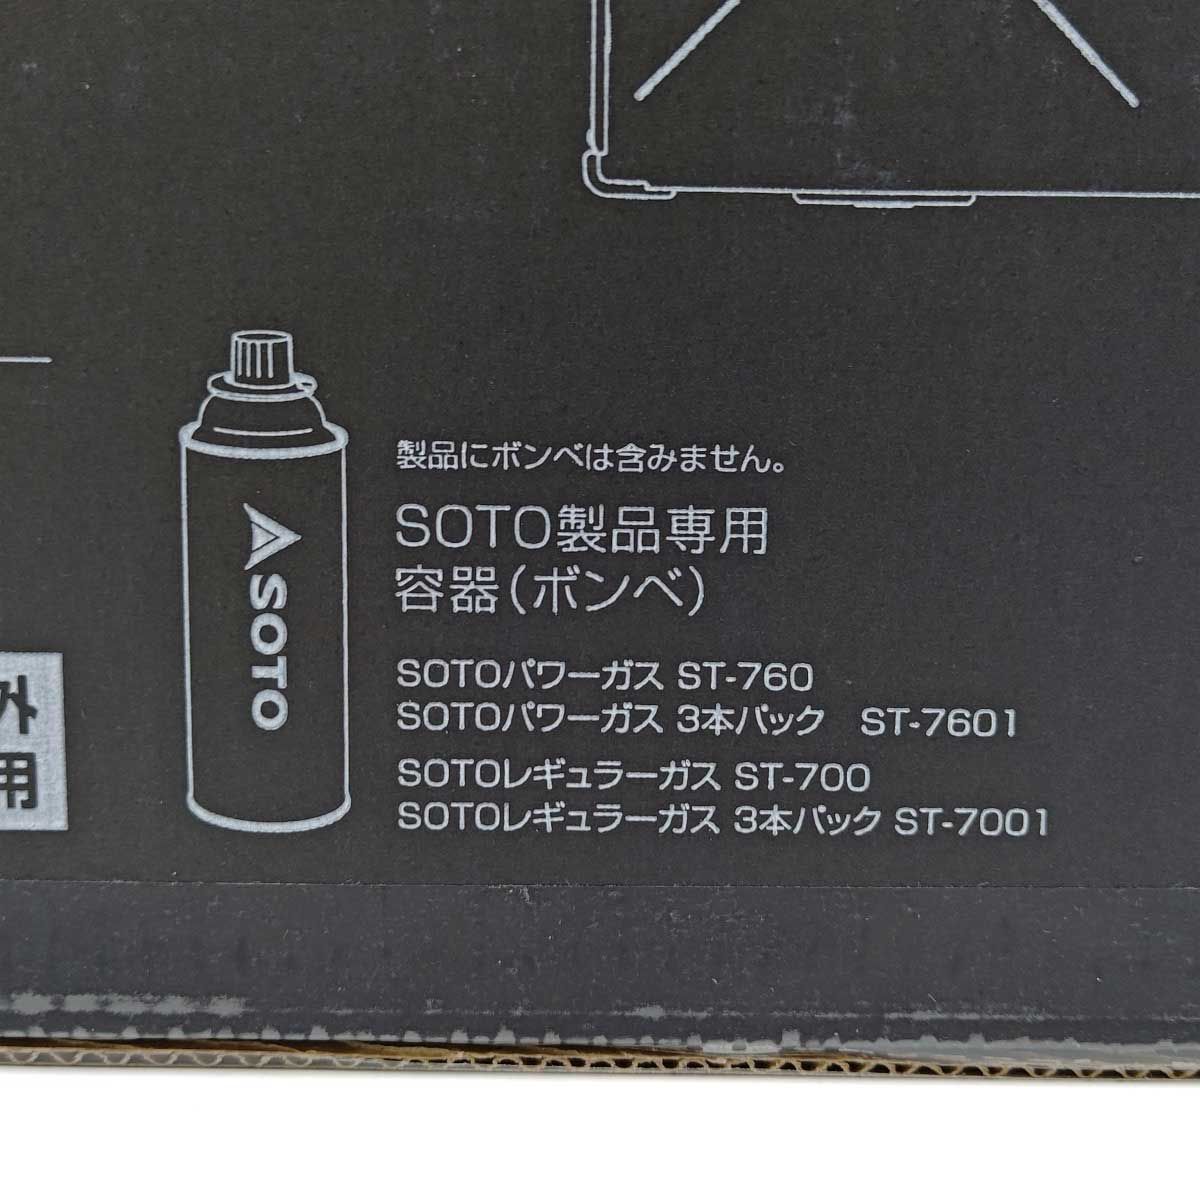 製品にボンベは含みません。
SOTO製品専用
容器(ボンベ)
SOTOパワーガス ST-760
SOTOパワーガス 3本パック ST-7601
SOTOレギュラーガス ST-700
SOTOレギュラーガス 3本パック ST-7001
SOTO
外
用